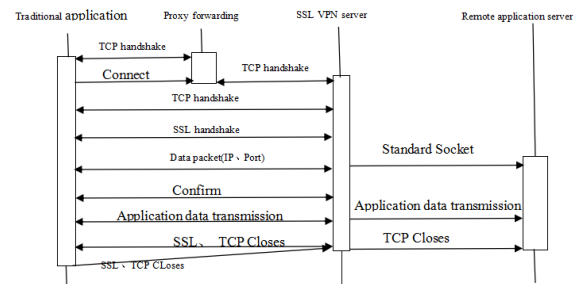 Traditional application
Proxy forwarding
SSL VPN server
Remote application server
TCP handshake
Connect
TCP handshake
TCP handshake
SSL handshake
Standard Socket
Data packet(IP、Port)
Confirm
Application data transmission
Application data transmission
SSL、 TCP Closes
TCP Closes
SSL、TCP CLoses